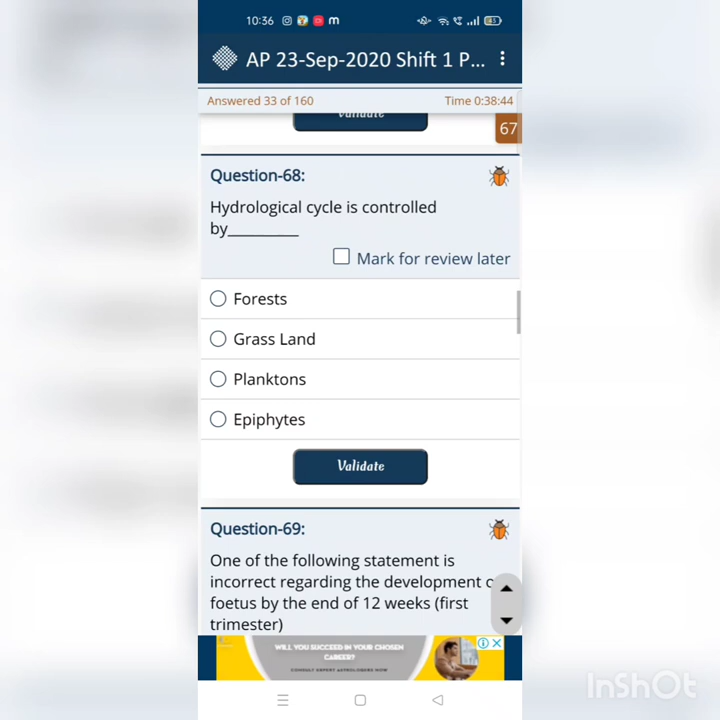 10:36 m
AP 23-Sep-2020 Shift 1 P...
Answered 33 of 160 Time 0:38:44
Validate
67
Question-68:
Hydrological cycle is controlled
by________
Mark for review later
Forests
Grass Land
Planktons
Epiphytes
Validate
Question-69:
One of the following statement is
incorrect regarding the development
foetus by the end of 12 weeks (first
trimester)
WILL YOU SUCCEED IN YOUR CHOSEN
CAREER?
CONSULT EXPERT ASTROLOGERS NOW
InShOt